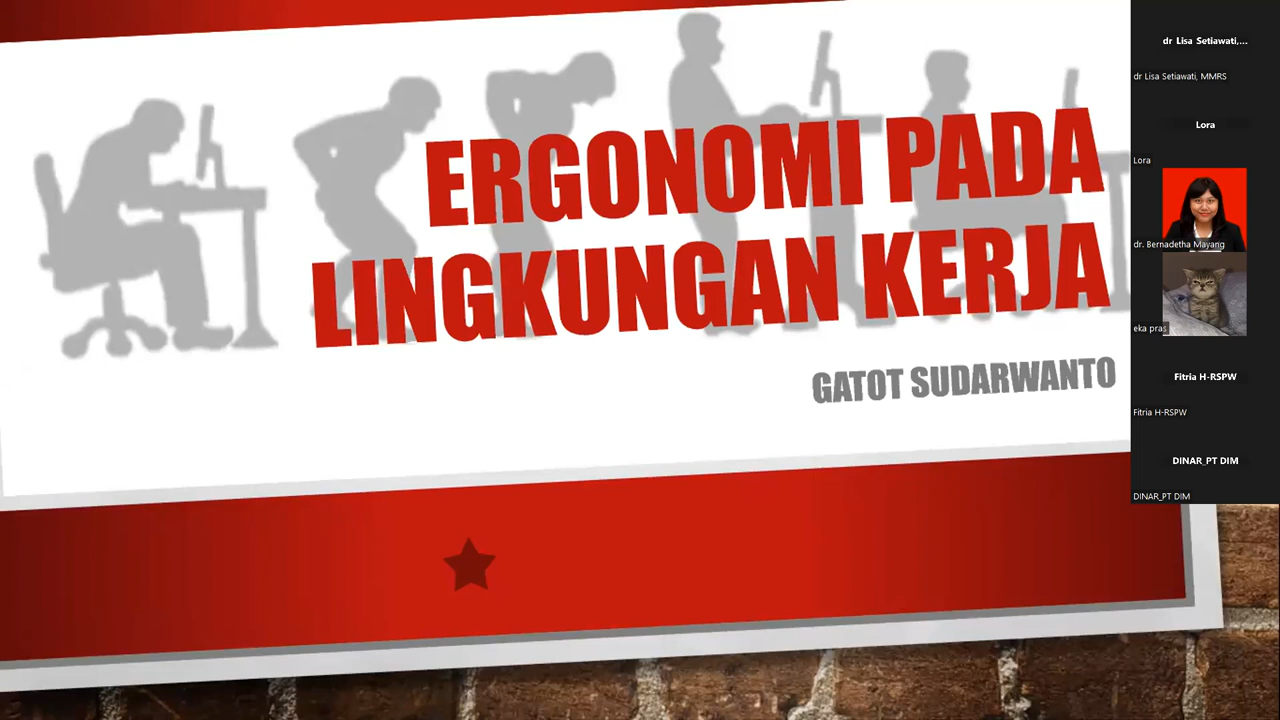 ERGONOMI PADA
LINGKUNGAN KERJA
GATOT SUDARWANTO
dr Lisa Setiawati,...
dr Lisa Setiawati, MMRS
Lora
Lora
dr. Bernadetha Mayang
eka pras
Fitria H-RSPW
Fitria H-RSPW
DINAR_PT DIM
DINAR_PT DIM